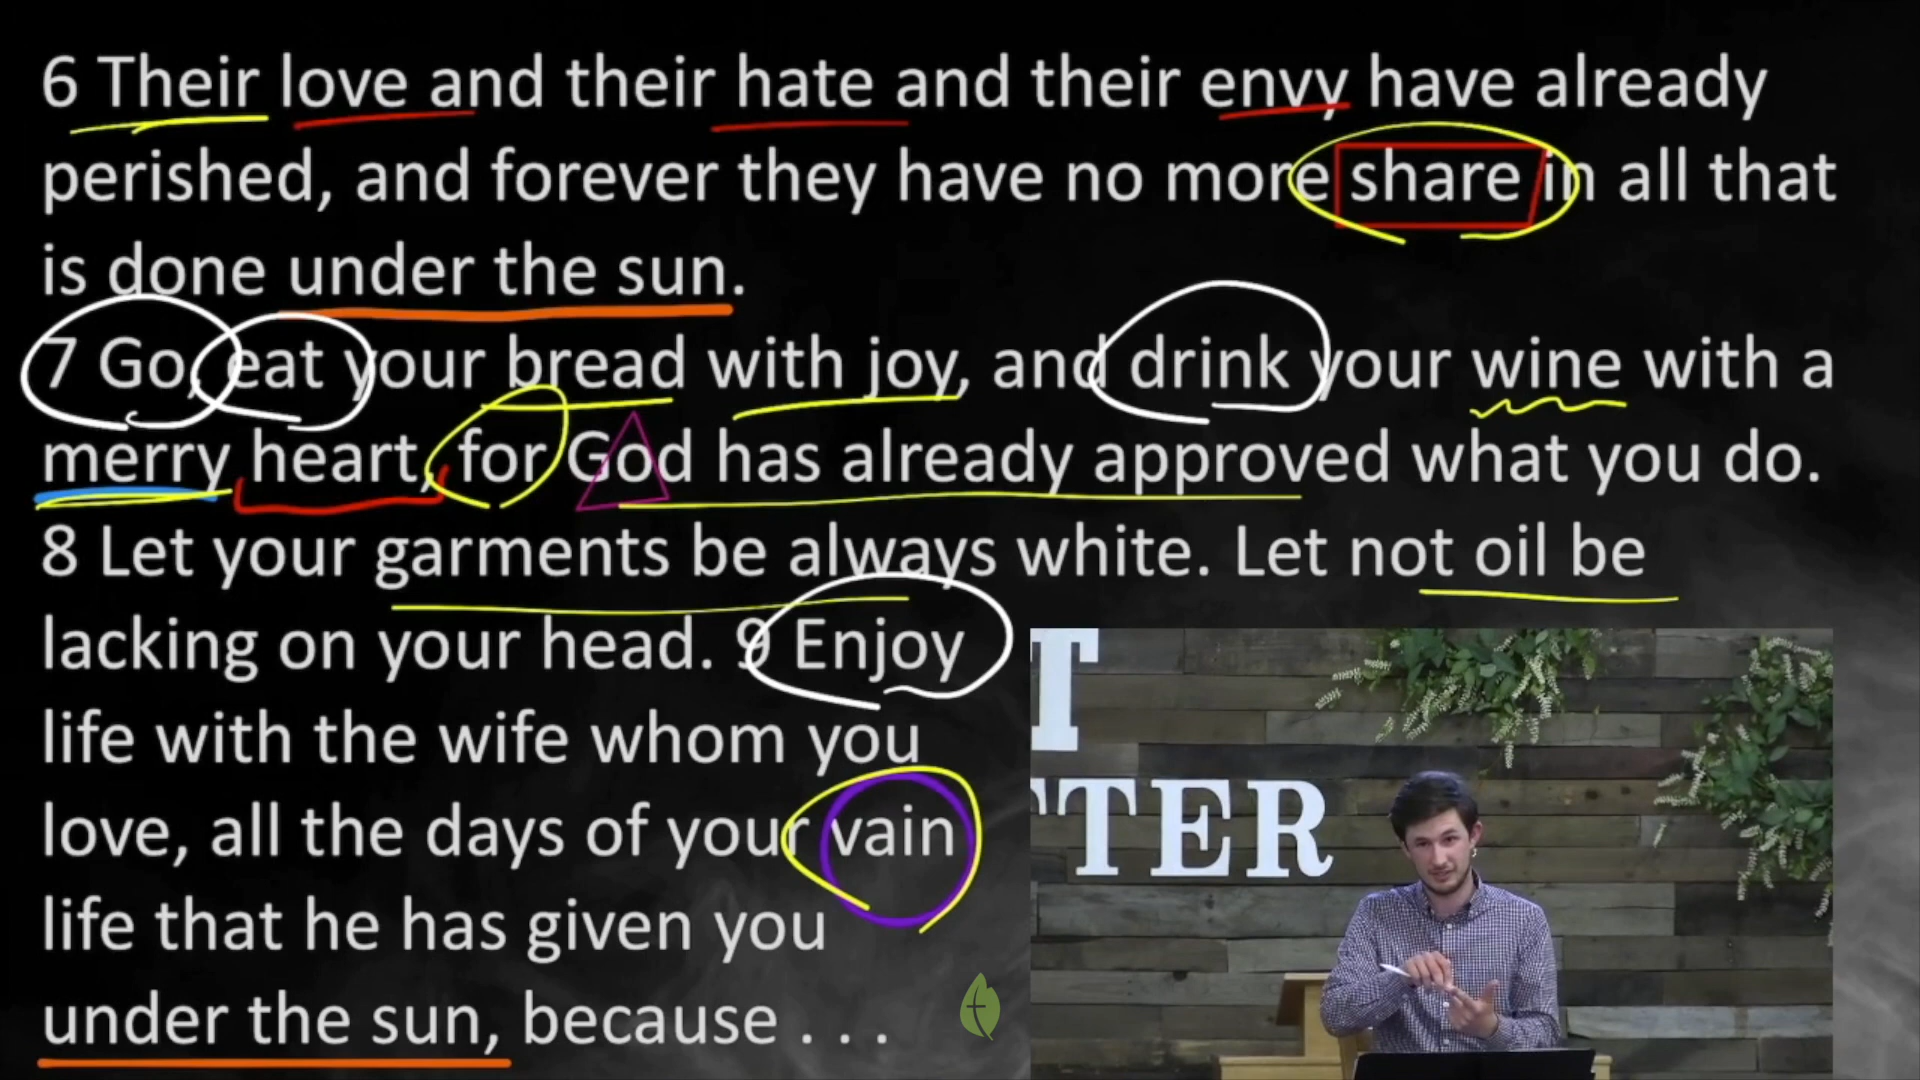 6 Their love and their hate and their envy have already
perished, and forever they have no more share in all that
is done under the sun.
7 Go, eat your bread with joy, and drink your wine with a
merry heart, for God has already approved what you do.
8 Let your garments be always white. Let not oil be
lacking on your head. 9 Enjoy
life with the wife whom you
love, all the days of your vain
life that he has given you
under the sun, because . . .
T
TER